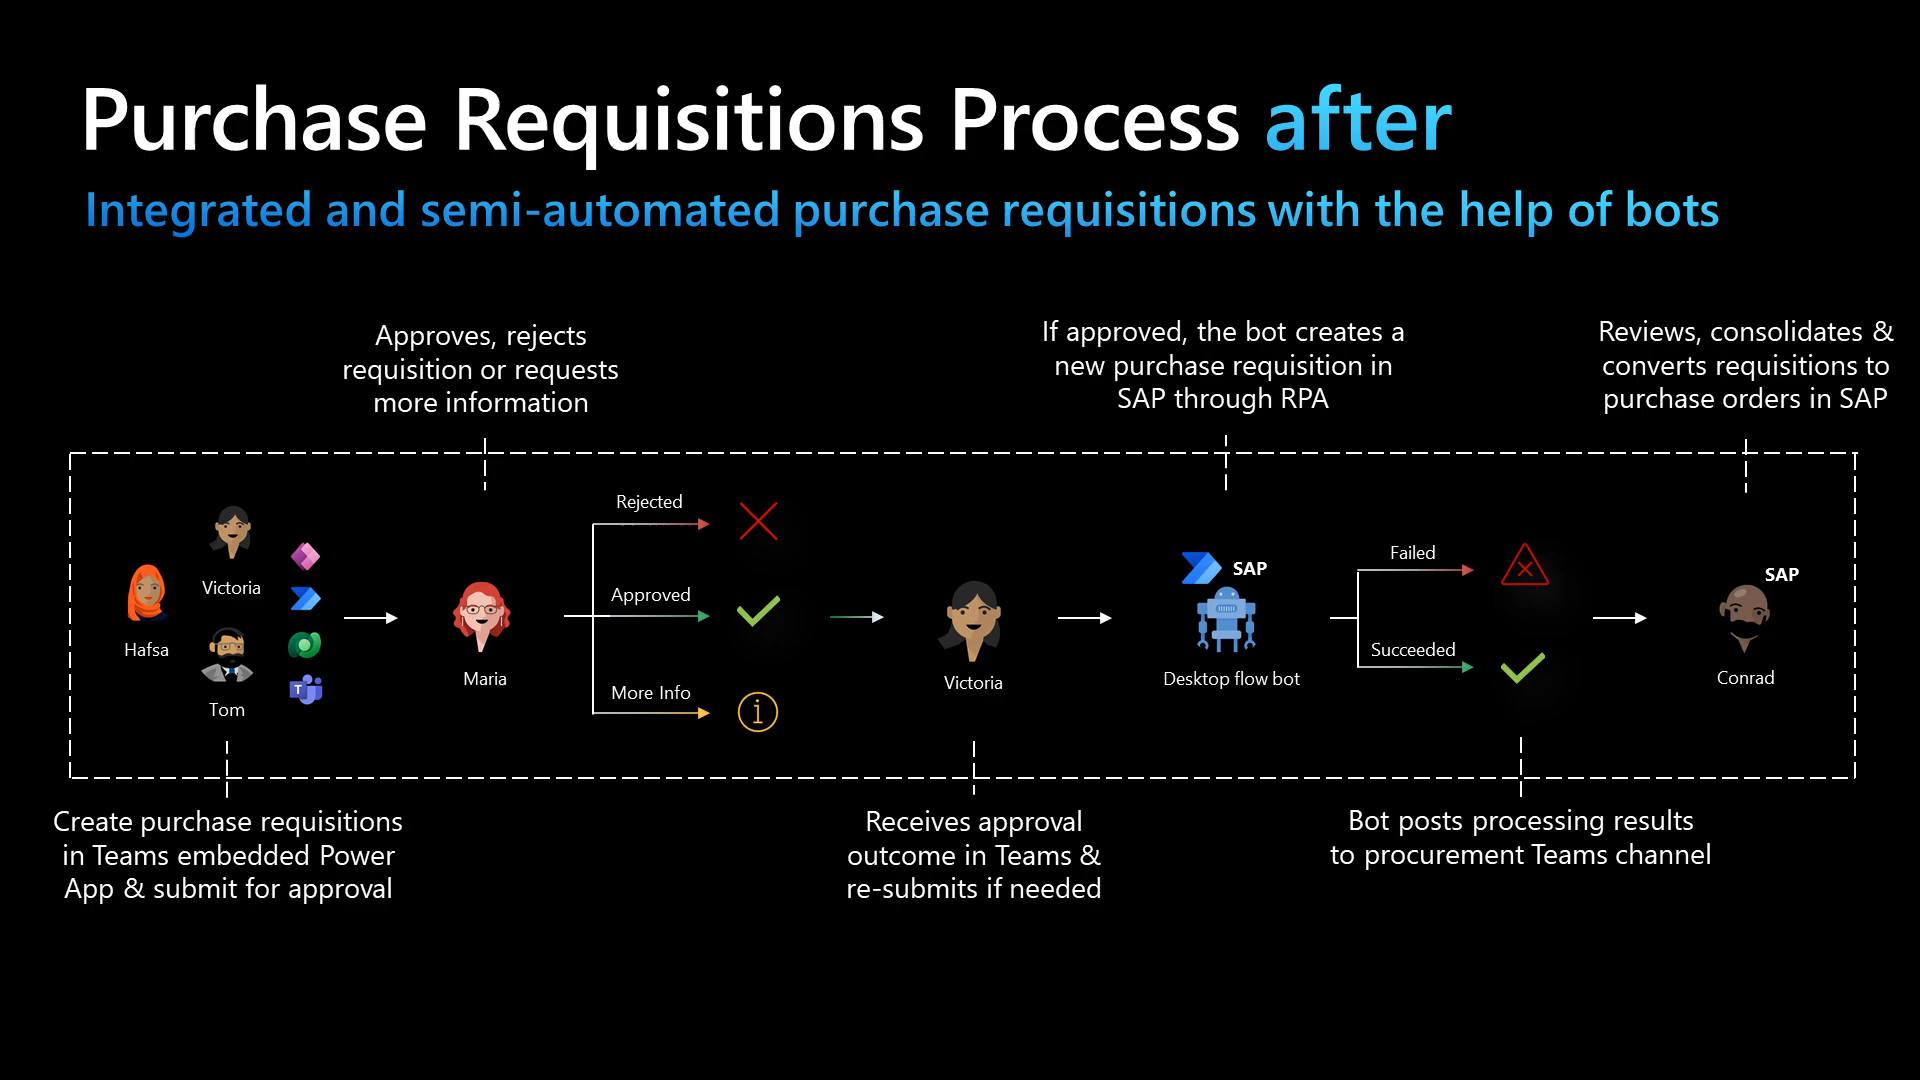 Purchase Requisitions Process after
Integrated and semi-automated purchase requisitions with the help of bots
Approves, rejects
requisition or requests
more information
If approved, the bot creates a
new purchase requisition in
SAP through RPA
Reviews, consolidates &
converts requisitions to
purchase orders in SAP
Victoria
Hafsa
Tom
T
Maria
Rejected
Approved
More Info
i
Victoria
SAP
Desktop flow bot
Failed
Succeeded
SAP
Conrad
Create purchase requisitions
in Teams embedded Power
App & submit for approval
Receives approval
outcome in Teams &
re-submits if needed
Bot posts processing results
to procurement Teams channel